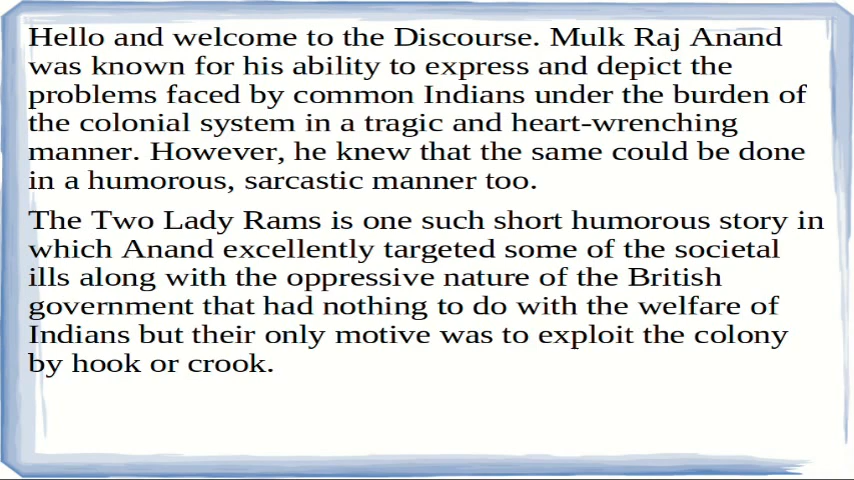 Hello and welcome to the Discourse. Mulk Raj Anand
was known for his ability to express and depict the
problems faced by common Indians under the burden of
the colonial system in a tragic and heart-wrenching
manner. However, he knew that the same could be done
in a humorous, sarcastic manner too.
The Two Lady Rams is one such short humorous story in
which Anand excellently targeted some of the societal
ills along with the oppressive nature of the British
government that had nothing to do with the welfare of
Indians but their only motive was to exploit the colony
by hook or crook.